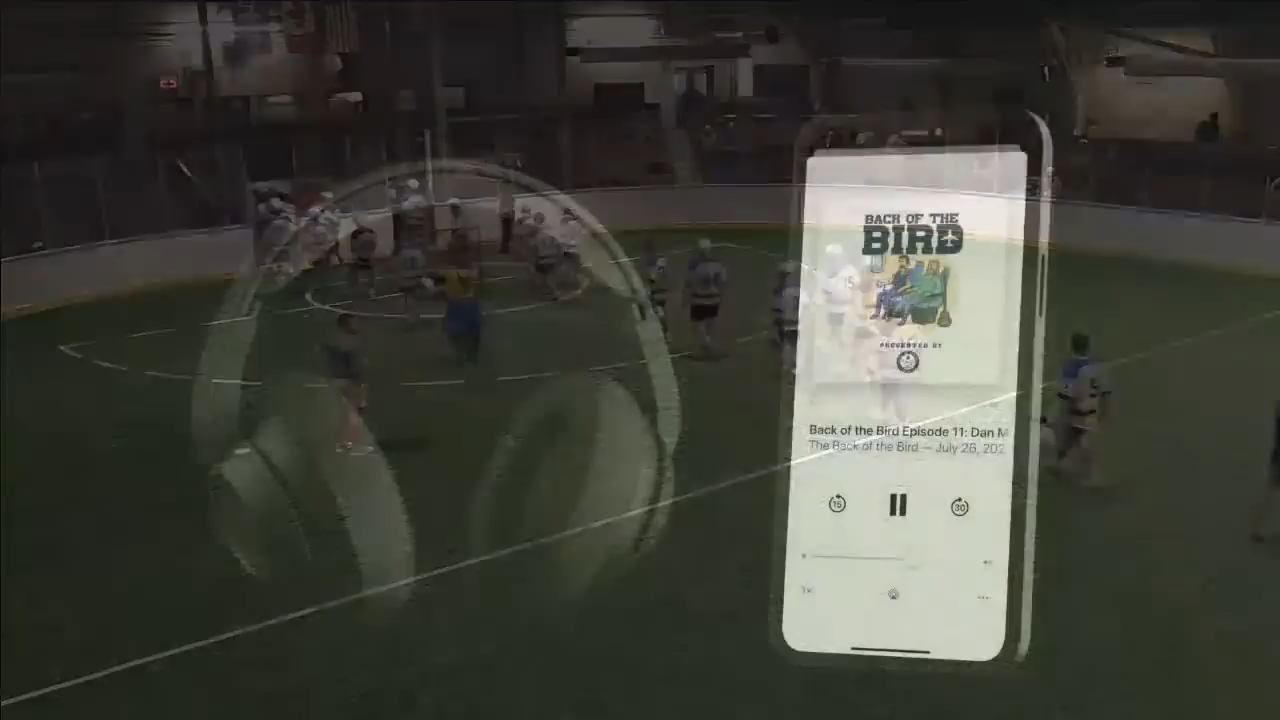 BACK OF THE
BIRD
PRESENTED BY
Back of the Bird Episode 11: Dan M
The Back of the Bird — July 26, 202
15
30
1x